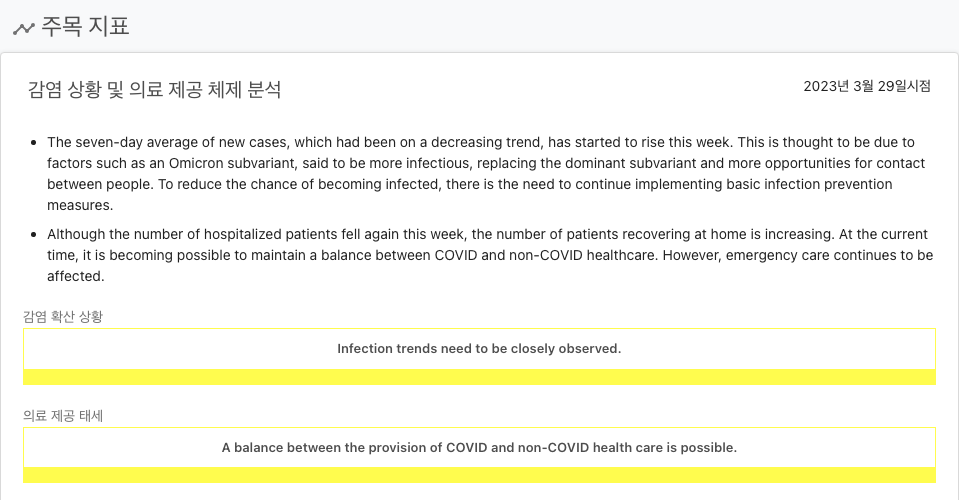 주목 지표
감염 상황 및 의료 제공 체제 분석
2023년 3월 29일시점
The seven-day average of new cases, which had been on a decreasing trend, has started to rise this week. This is thought to be due to
factors such as an Omicron subvariant, said to be more infectious, replacing the dominant subvariant and more opportunities for contact
between people. To reduce the chance of becoming infected, there is the need to continue implementing basic infection prevention
measures.
Although the number of hospitalized patients fell again this week, the number of patients recovering at home is increasing. At the current
time, it is becoming possible to maintain a balance between COVID and non-COVID healthcare. However, emergency care continues to be
affected.
감염 확산 상황
Infection trends need to be closely observed.
의료 제공 태세
A balance between the provision of COVID and non-COVID health care is possible.